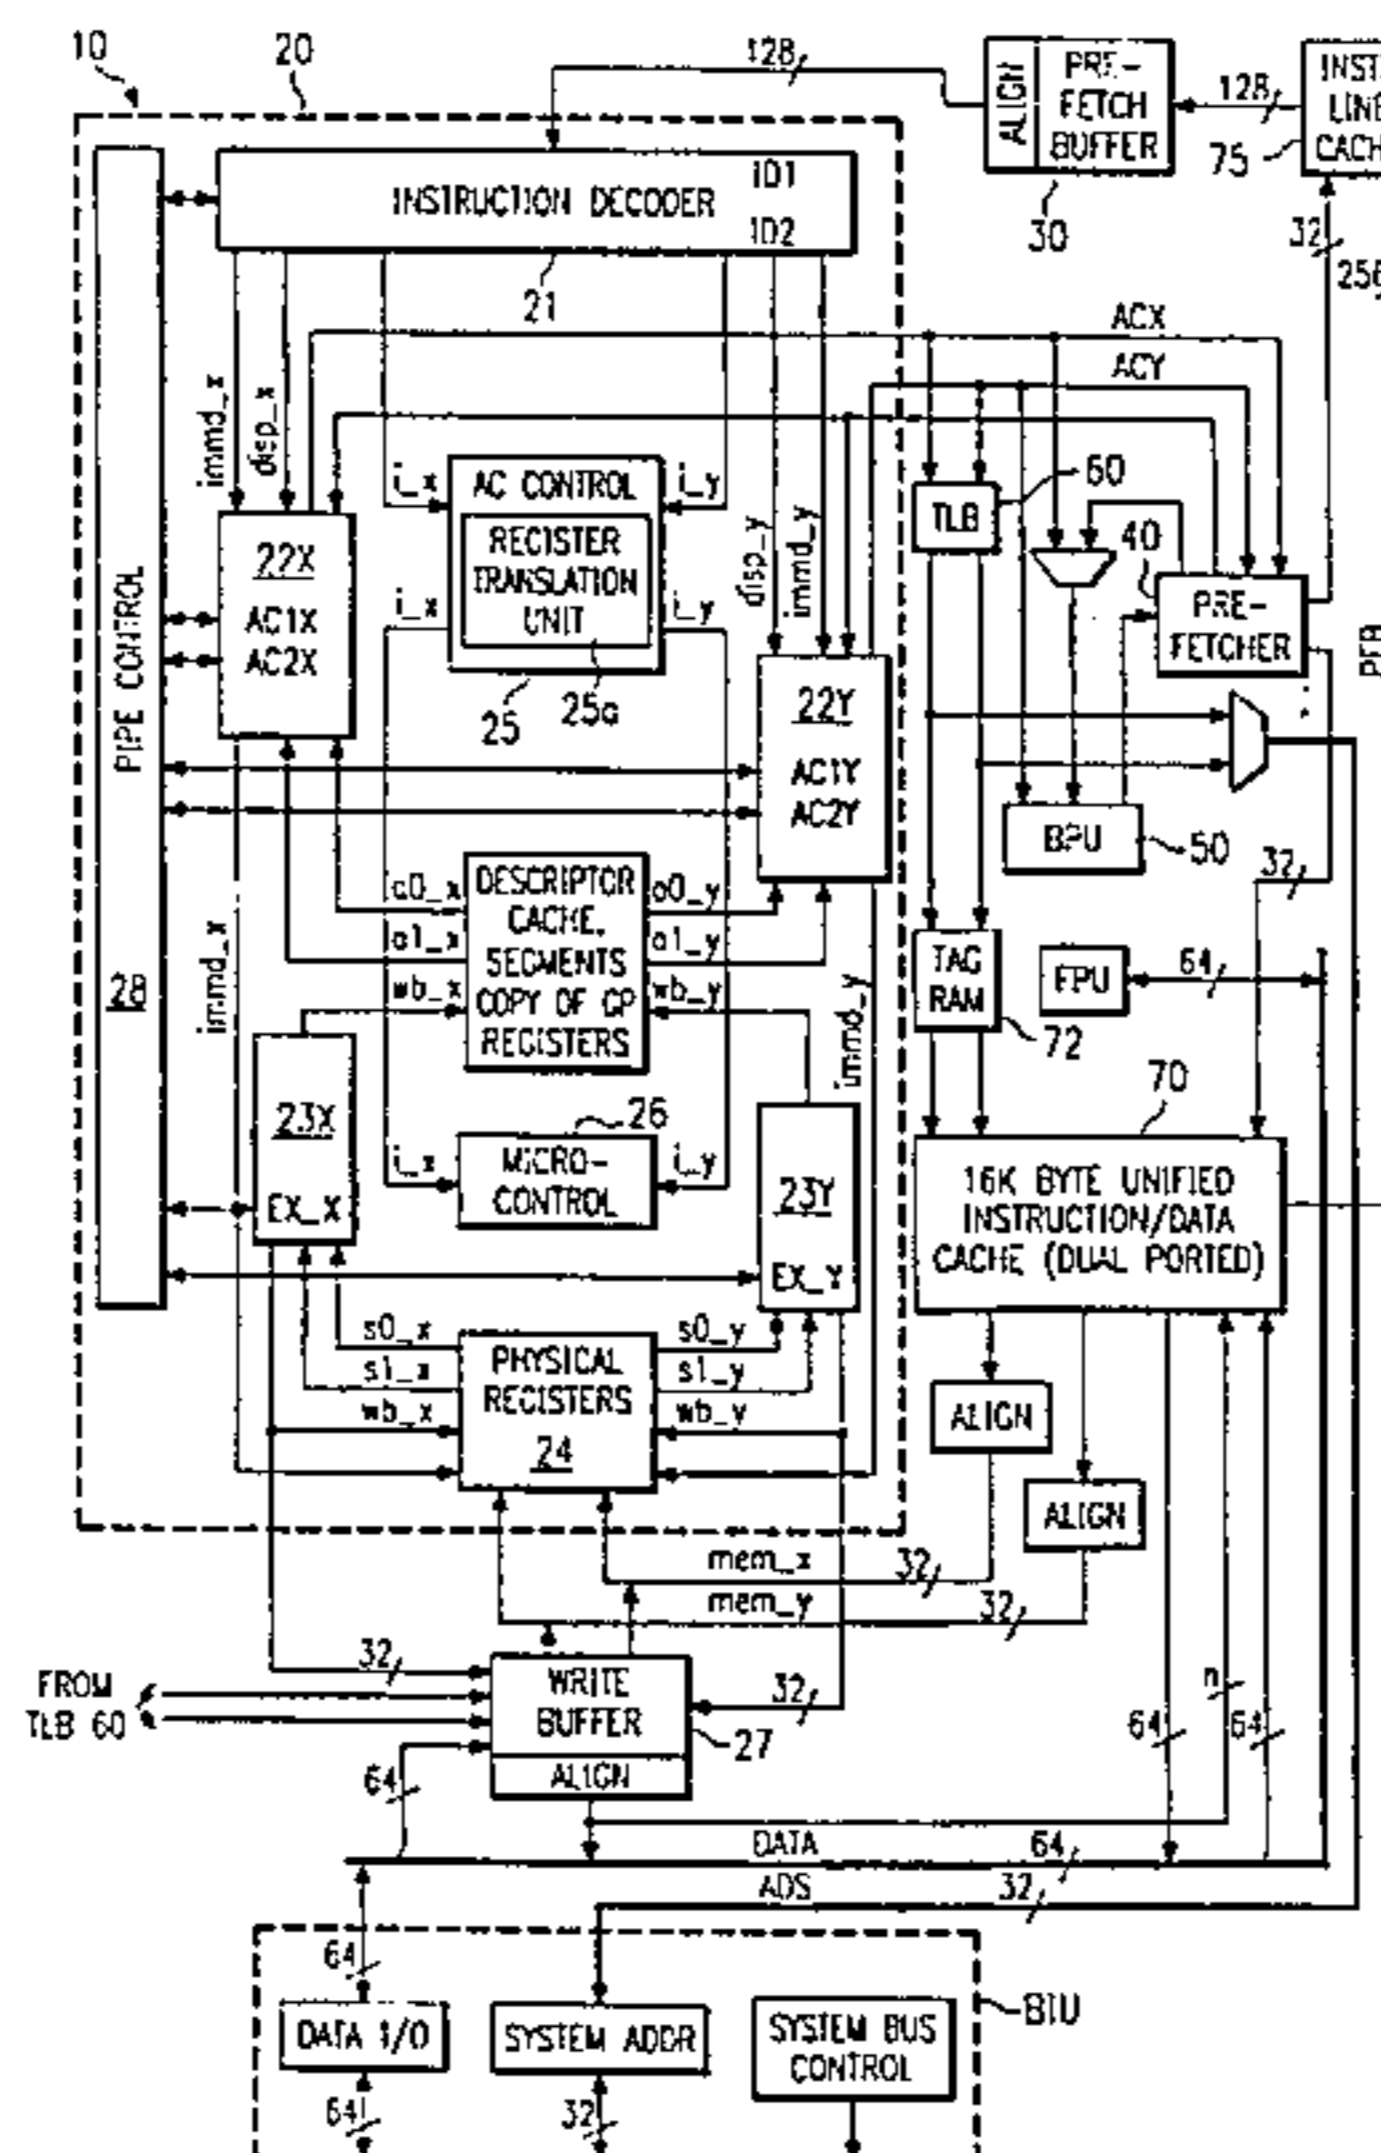 10
20
128
ALIGN
PRE-
FETCH
BUFFER
30
128
75
32
INSTRUCTION DECODER
ID1
ID2
21
immd_x
disp_x
ACX
ACY
PIPE CONTROL
28
22X
AC1X
AC2X
i_x
AC CONTROL
i_y
REGISTER
TRANSLATION
UNIT
i_x
i_y
25
25a
disp_y
immd_y
22Y
AC1Y
AC2Y
TLB
60
40
PRE-
FETCHER
BPU
50
32
immd_x
a0_x
a1_x
wb_x
DESCRIPTOR
CACHE,
SEGMENTS
COPY OF GP
REGISTERS
a0_y
a1_y
wb_y
immd_y
TAG
RAM
72
FPU
64
70
23X
EX_X
26
i_x
MICRO-
CONTROL
i_y
23Y
EX_Y
16K BYTE UNIFIED
INSTRUCTION/DATA
CACHE (DUAL PORTED)
s0_x
s1_x
wb_x
PHYSICAL
REGISTERS
24
s0_y
s1_y
wb_y
ALIGN
ALIGN
mem_x
32
mem_y
32
FROM
TLB 60
32
WRITE
BUFFER
ALIGN
27
32
64
n
64
64
DATA
64
ADS
32
64
DATA I/O
SYSTEM ADDR
SYSTEM BUS
CONTROL
BIU
64
32